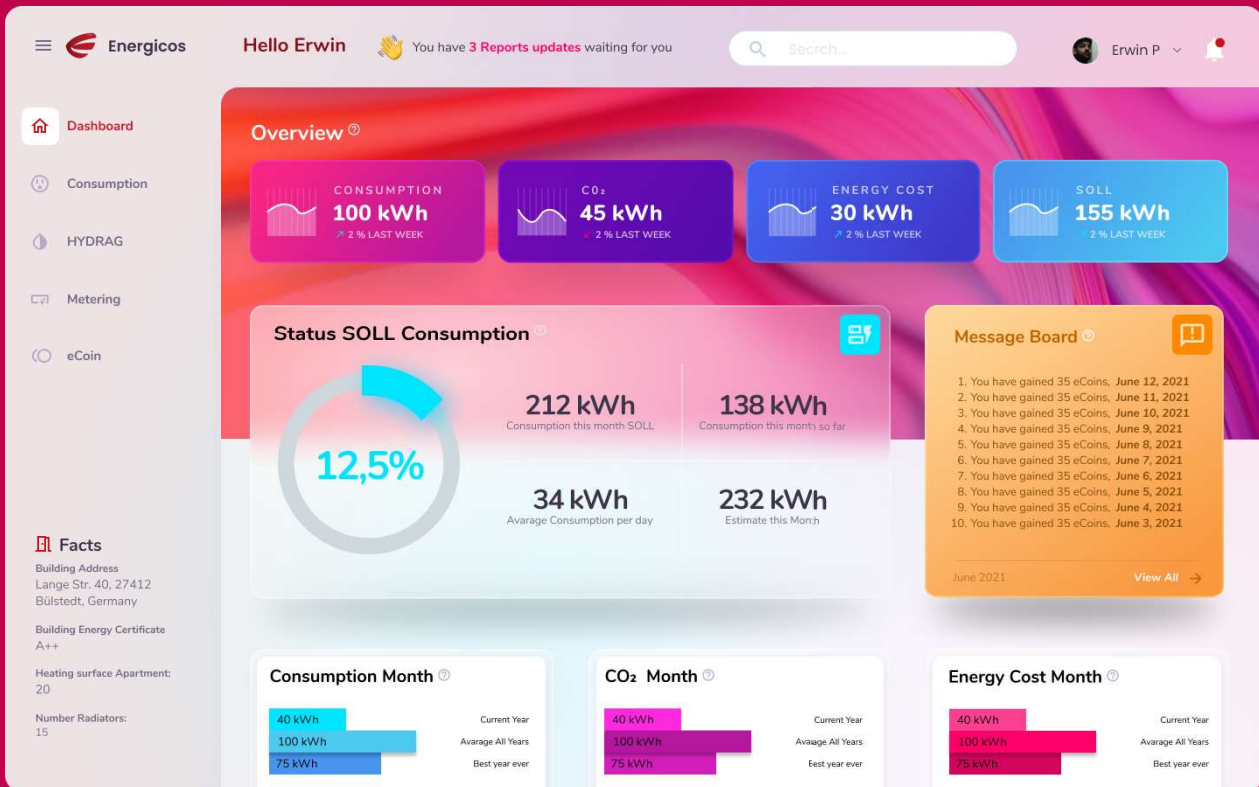 Energicos
Hello Erwin
You have 3 Reports updates waiting for you
Secrch...
Erwin P
Dashboard
Consumption
HYDRAG
Metering
eCoin
Facts
Building Address
Lange Str. 40, 27412
Bülstedt, Germany
Building Energy Certificate
A++
Heating surface Apartment:
20
Number Radiators:
15
Overview
CONSUMPTION
100 kWh
2 % LAST WEEK
C0₂
45 kWh
2 % LAST WEEK
ENERGY COST
30 kWh
2 % LAST WEEK
SOLL
155 kWh
2 % LAST WEEK
Status SOLL Consumption
12,5%
212 kWh
Consumption this month SOLL
138 kWh
Consumption this month so far
34 kWh
Avarage Consumption per day
232 kWh
Estimate this Month
Message Board
1. You have gained 35 eCoins, June 12, 2021
2. You have gained 35 eCoins, June 11, 2021
3. You have gained 35 eCoins, June 10, 2021
4. You have gained 35 eCoins, June 9, 2021
5. You have gained 35 eCoins, June 8, 2021
6. You have gained 35 eCoins, June 7, 2021
7. You have gained 35 eCoins, June 6, 2021
8. You have gained 35 eCoins, June 5, 2021
9. You have gained 35 eCoins, June 4, 2021
10. You have gained 35 eCoins, June 3, 2021
June 2021
View All
Consumption Month
40 kWh Current Year
100 kWh Avarage All Years
75 kWh Best year ever
CO₂ Month
40 kWh Current Year
100 kWh Avarage All Years
75 kWh Best year ever
Energy Cost Month
40 kWh Current Year
100 kWh Avarage All Years
75 kWh Best year ever